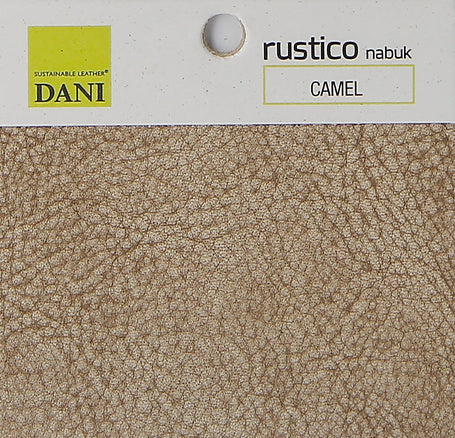 SUSTAINABLE LEATHER®
DANI
rustico nabuk
CAMEL